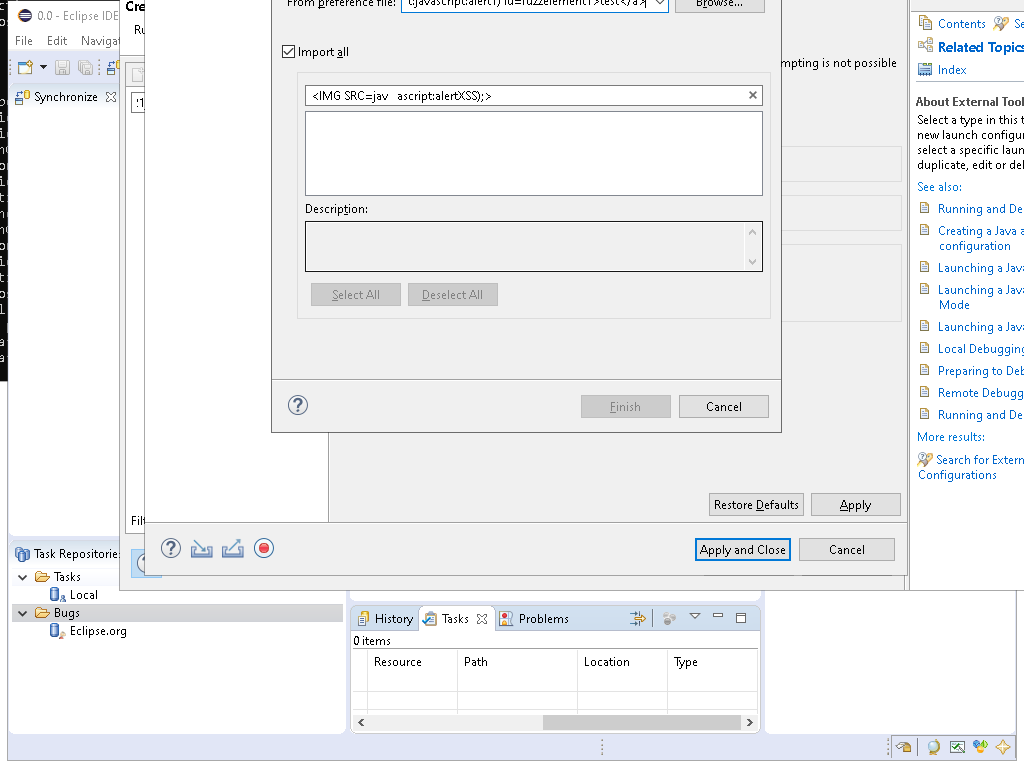 0.0 - Eclipse IDE
File Edit Navigat
Synchronize
Cre
Ru
From preference file:
t:javascript:alert1) id=fuzzelement1>test</a>
Browse...
Import all
<IMG SRC=jav ascript:alertXSS);>
Description:
Select All
Deselect All
Finish
Cancel
mpting is not possible
Restore Defaults
Apply
Filt
Apply and Close
Cancel
Contents
Se
Related Topics
Index
About External Tool
Select a type in this t
new launch configur
select a specific laun
duplicate, edit or del
See also:
Running and De
Creating a Java a
configuration
Launching a Java
Launching a Java
Mode
Launching a Java
Local Debugging
Preparing to Deb
Remote Debugg
Running and De
More results:
Search for Extern
Configurations
Task Repositories
Tasks
Local
Bugs
Eclipse.org
History
Tasks
Problems
0 items
Resource Path Location Type